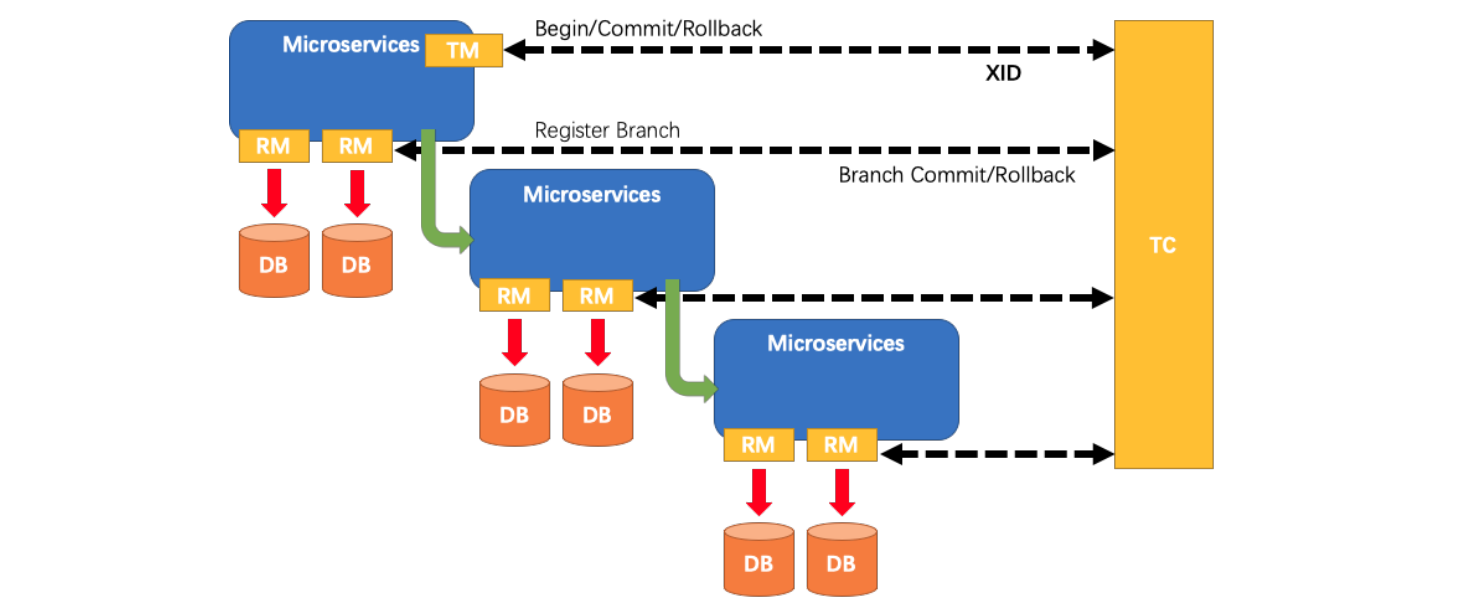 Begin/Commit/Rollback
Microservices
TM
XID
Register Branch
RM
RM
Branch Commit/Rollback
Microservices
TC
DB
DB
RM
RM
Microservices
DB
DB
RM
RM
DB
DB